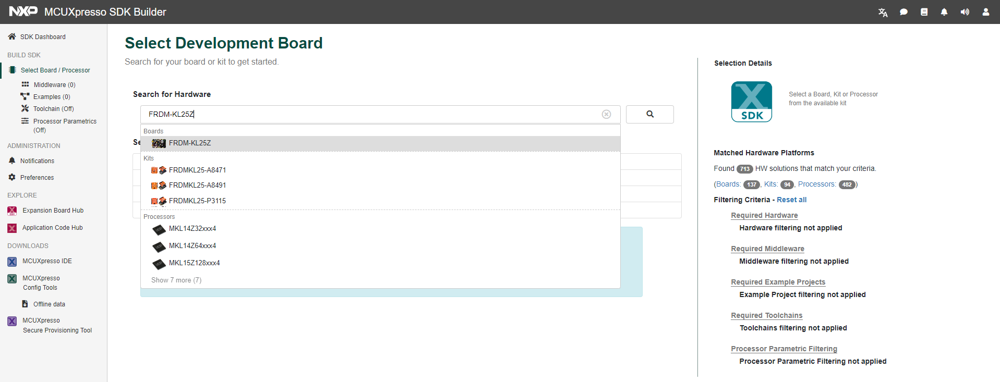 NXP MCUXpresso SDK Builder
SDK Dashboard
BUILD SDK
Select Board / Processor
Middleware (0)
Examples (0)
Toolchain (Off)
Processor Parametrics
(Off)
ADMINISTRATION
Notifications
Preferences
EXPLORE
Expansion Board Hub
Application Code Hub
DOWNLOADS
MCUXpresso IDE
MCUXpresso
Config Tools
Offline data
MCUXpresso
Secure Provisioning Tool
Select Development Board
Search for your board or kit to get started.
Search for Hardware
FRDM-KL25Z
Boards
FRDM-KL25Z
Kits
FRDMKL25-A8471
FRDMKL25-A8491
FRDMKL25-P3115
Processors
MKL14Z32xxx4
MKL14Z64xxx4
MKL15Z128xxx4
Show 7 more (7)
Selection Details
SDK
Select a Board, Kit or Processor
from the available kit
Matched Hardware Platforms
Found 713 HW solutions that match your criteria.
(Boards: 137, Kits: 94, Processors: 482)
Filtering Criteria - Reset all
Required Hardware
Hardware filtering not applied
Required Middleware
Middleware filtering not applied
Required Example Projects
Example Project filtering not applied
Required Toolchains
Toolchains filtering not applied
Processor Parametric Filtering
Processor Parametric Filtering not applied